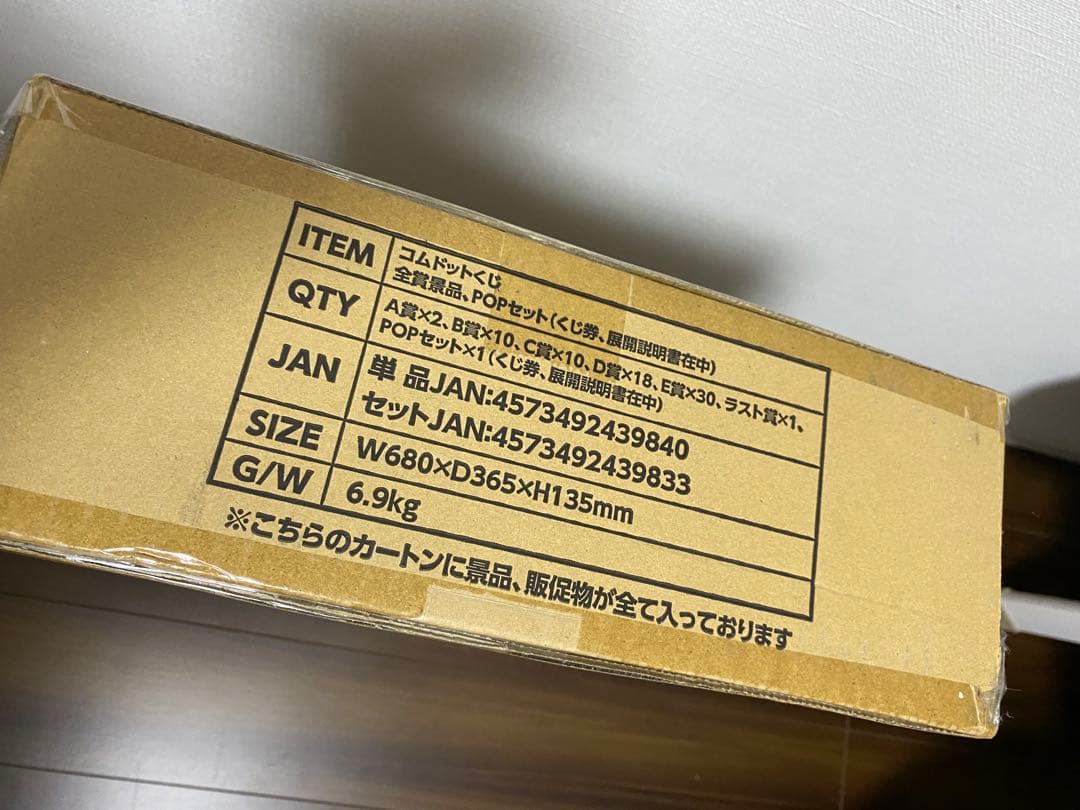 ITEM コムドットくじ
全賞景品、POPセット(くじ券、展開説明書在中)
QTY A賞×2、B賞×10、C賞×10、D賞×18、E賞×30、ラスト賞×1、
POPセット×1(くじ券、展開説明書在中)
JAN 単品JAN:4573492439840
セットJAN:4573492439833
SIZE W680×D365×H135mm
G/W 6.9kg
※こちらのカートンに景品、販促物が全て入っております